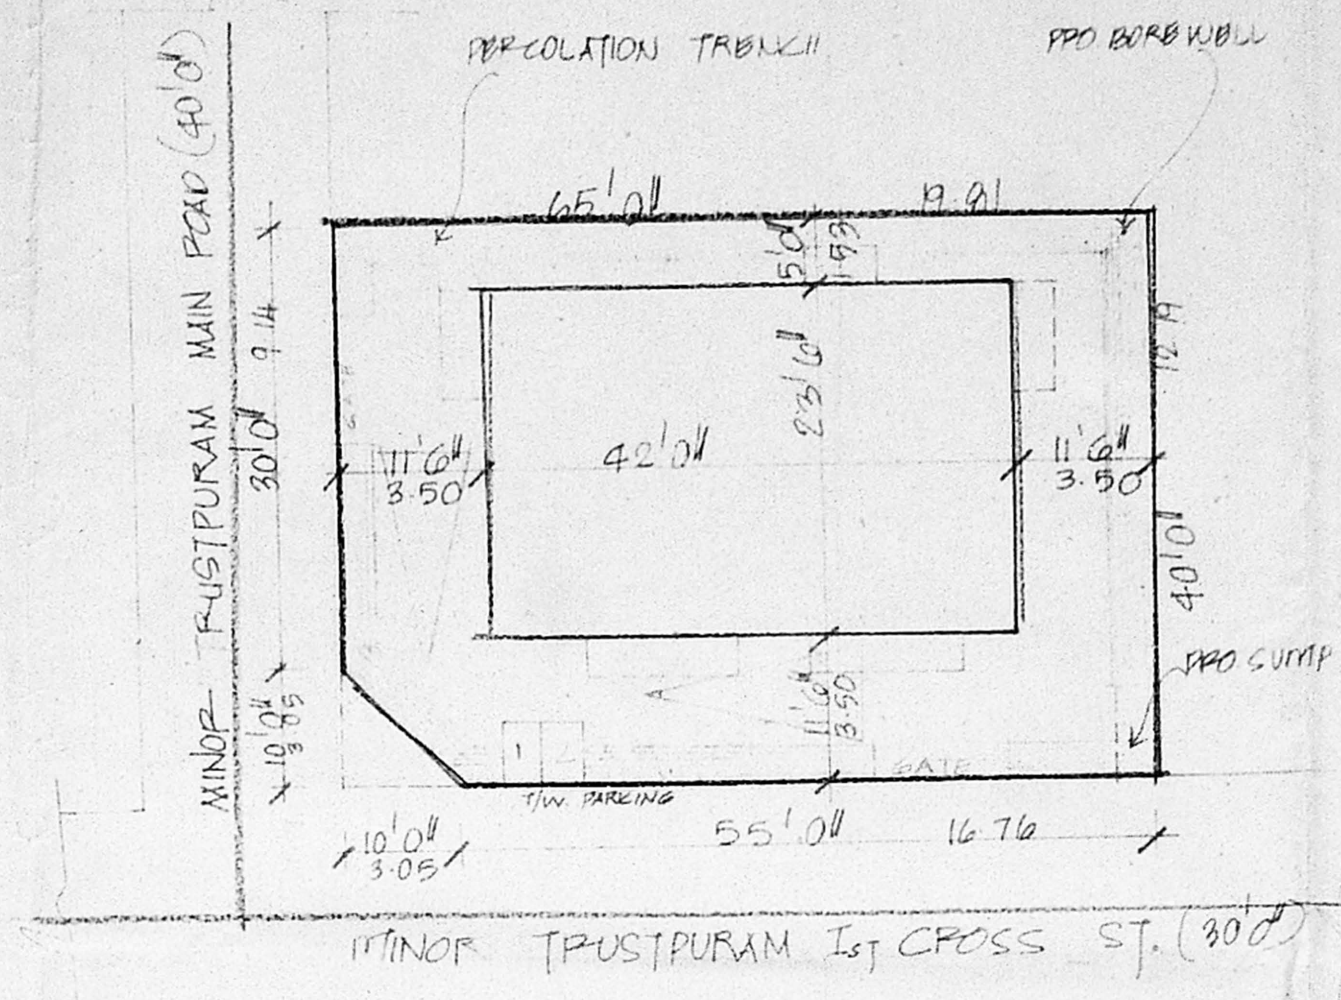 PERCOLATION TRENCH
PRO BOREWELL
65'0" 19.81
5'0"
1.53
MINOR TRUSTPURAM MAIN ROAD (40'0")
30'0" 9.14
10'0"
3.05
11'6"
3.50
42'0"
23'6"
11'6"
3.50
12.19
40'0"
PRO SUMP
11'6"
3.50
A
1
2
GATE
T/W. PARKING
10'0"
3.05
55'0" 16.76
MINOR TRUSTPURAM Ist CROSS ST. (30'0")